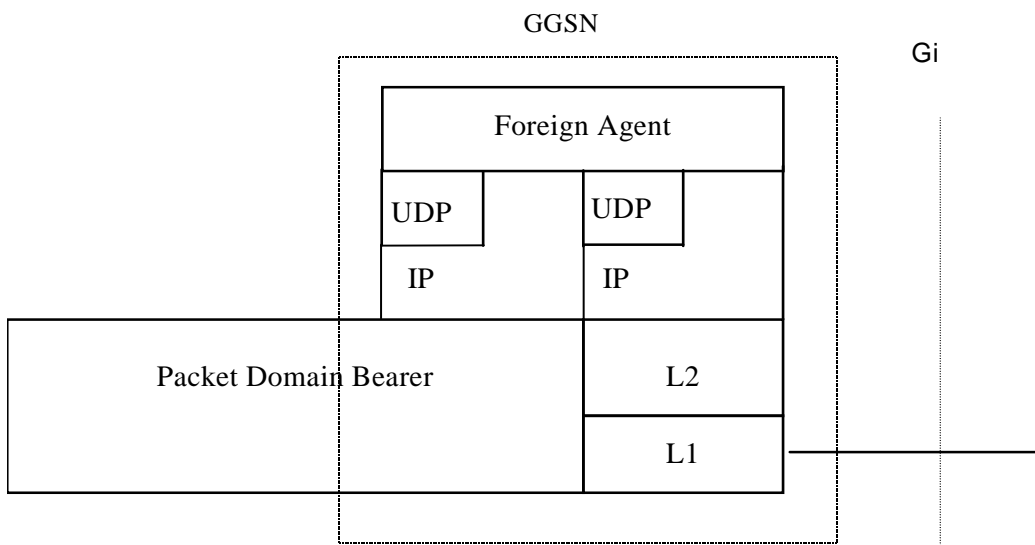 GGSN
Gi
Foreign Agent
UDP
UDP
IP
IP
Packet Domain Bearer
L2
L1